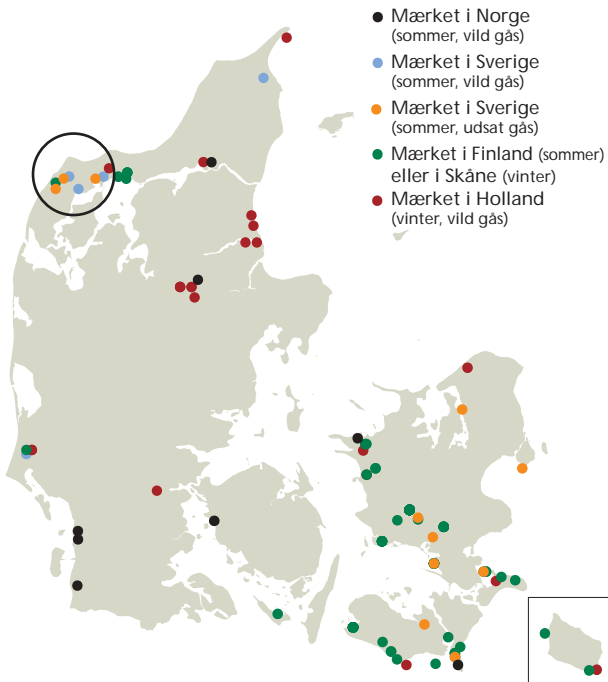 Mærket i Norge
(sommer, vild gås)
Mærket i Sverige
(sommer, vild gås)
Mærket i Sverige
(sommer, udsat gås)
Mærket i Finland (sommer)
eller i Skåne (vinter)
Mærket i Holland
(vinter, vild gås)